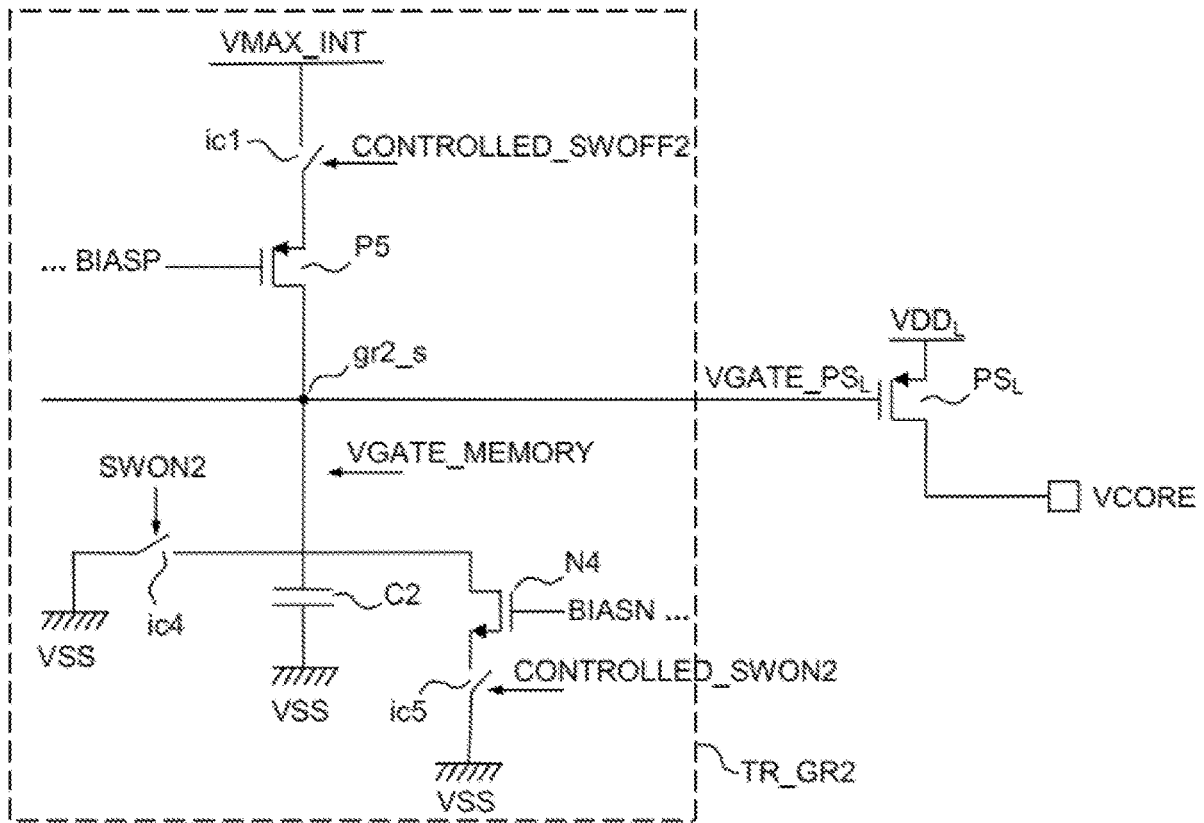 VMAX_INT
ic1
CONTROLLED_SWOFF2
... BIASP
P5
gr2_s
VGATE_PSL
VDDL
PSL
VGATE_MEMORY
VCORE
SWON2
ic4
VSS
C2
VSS
N4
BIASN ...
ic5
CONTROLLED_SWON2
VSS
TR_GR2